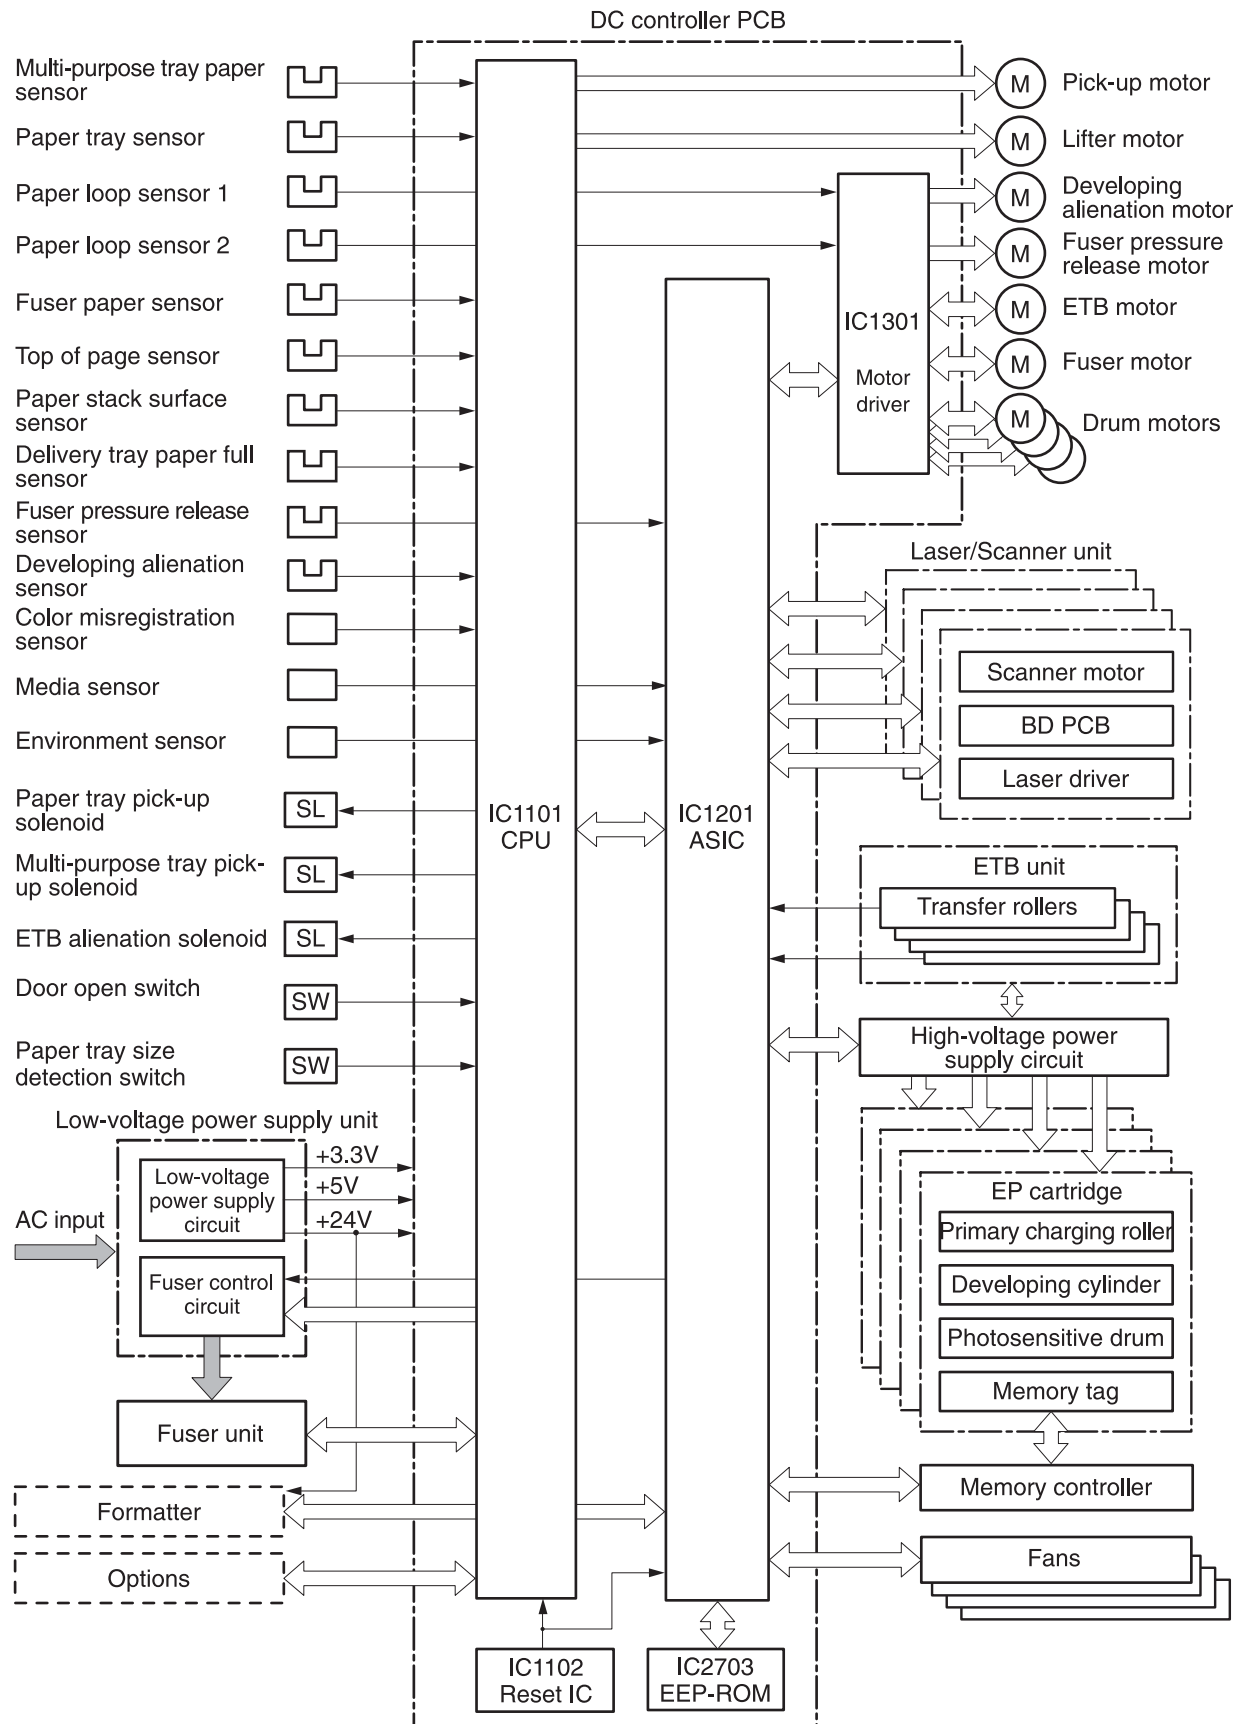 DC controller PCB
Multi-purpose tray paper
sensor
Paper tray sensor
Paper loop sensor 1
Paper loop sensor 2
Fuser paper sensor
Top of page sensor
Paper stack surface
sensor
Delivery tray paper full
sensor
Fuser pressure release
sensor
Developing alienation
sensor
Color misregistration
sensor
Media sensor
Environment sensor
Paper tray pick-up
solenoid
SL
Multi-purpose tray pick-
up solenoid
SL
ETB alienation solenoid
SL
Door open switch
SW
Paper tray size
detection switch
SW
Low-voltage power supply unit
Low-voltage
power supply
circuit
+3.3V
+5V
+24V
AC input
Fuser control
circuit
Fuser unit
Formatter
Options
IC1101
CPU
IC1201
ASIC
IC1102
Reset IC
IC2703
EEP-ROM
IC1301
Motor
driver
M
Pick-up motor
M
Lifter motor
M
Developing
alienation motor
M
Fuser pressure
release motor
M
ETB motor
M
Fuser motor
M
Drum motors
Laser/Scanner unit
Scanner motor
BD PCB
Laser driver
ETB unit
Transfer rollers
High-voltage power
supply circuit
EP cartridge
Primary charging roller
Developing cylinder
Photosensitive drum
Memory tag
Memory controller
Fans